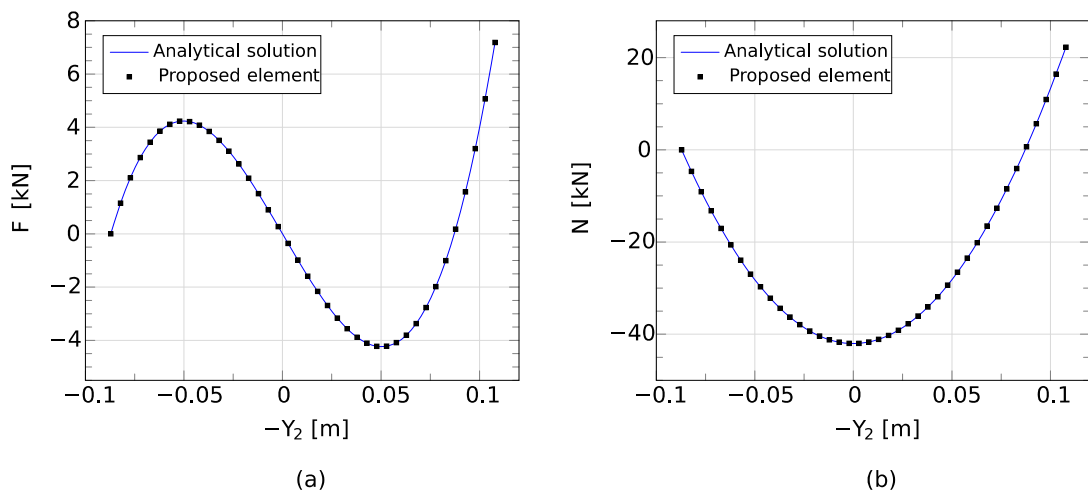 8
6
4
2
0
−2
−4
F [kN]
Analytical solution
Proposed element
−0.1
−0.05
0
0.05
0.1
−Y₂ [m]
(a)
20
0
−20
−40
N [kN]
Analytical solution
Proposed element
−0.1
−0.05
0
0.05
0.1
−Y₂ [m]
(b)